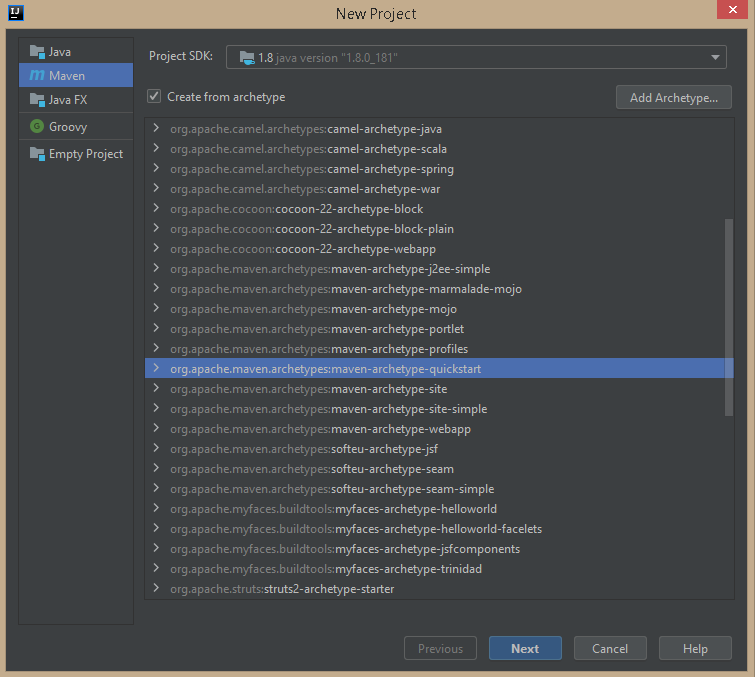 IJ
New Project
Java
Maven
Java FX
Groovy
Empty Project
Project SDK: 1.8 java version "1.8.0_181"
Create from archetype
Add Archetype...
org.apache.camel.archetypes:camel-archetype-java
org.apache.camel.archetypes:camel-archetype-scala
org.apache.camel.archetypes:camel-archetype-spring
org.apache.camel.archetypes:camel-archetype-war
org.apache.cocoon:cocoon-22-archetype-block
org.apache.cocoon:cocoon-22-archetype-block-plain
org.apache.cocoon:cocoon-22-archetype-webapp
org.apache.maven.archetypes:maven-archetype-j2ee-simple
org.apache.maven.archetypes:maven-archetype-marmalade-mojo
org.apache.maven.archetypes:maven-archetype-mojo
org.apache.maven.archetypes:maven-archetype-portlet
org.apache.maven.archetypes:maven-archetype-profiles
org.apache.maven.archetypes:maven-archetype-quickstart
org.apache.maven.archetypes:maven-archetype-site
org.apache.maven.archetypes:maven-archetype-site-simple
org.apache.maven.archetypes:maven-archetype-webapp
org.apache.maven.archetypes:softeu-archetype-jsf
org.apache.maven.archetypes:softeu-archetype-seam
org.apache.maven.archetypes:softeu-archetype-seam-simple
org.apache.myfaces.buildtools:myfaces-archetype-helloworld
org.apache.myfaces.buildtools:myfaces-archetype-helloworld-facelets
org.apache.myfaces.buildtools:myfaces-archetype-jsfcomponents
org.apache.myfaces.buildtools:myfaces-archetype-trinidad
org.apache.struts:struts2-archetype-starter
Previous
Next
Cancel
Help